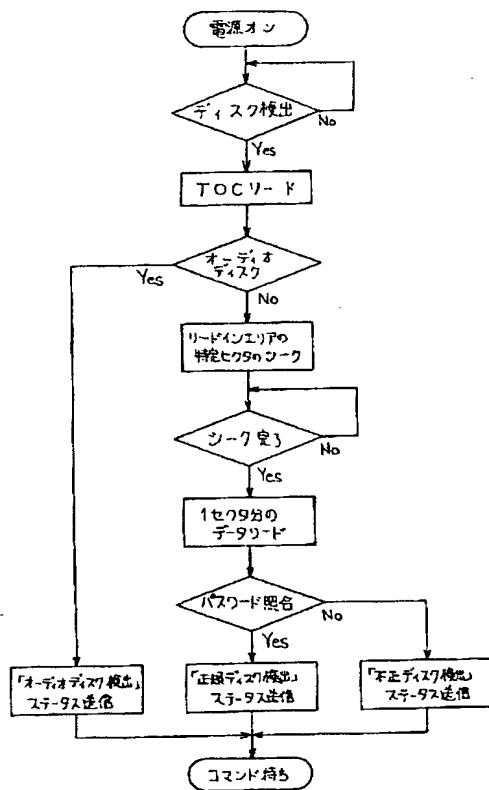 電源オン
ディスク検出
No
Yes
TOCリード
オーディオ
ディスク
Yes
No
リードインエリアの
特定セクタのシーク
シーク完了
No
Yes
1セクタ分の
データリード
パスワード照合
No
Yes
「オーディオディスク検出」
ステータス送信
「正規ディスク検出」
ステータス送信
「不正ディスク検出」
ステータス送信
コマンド待ち